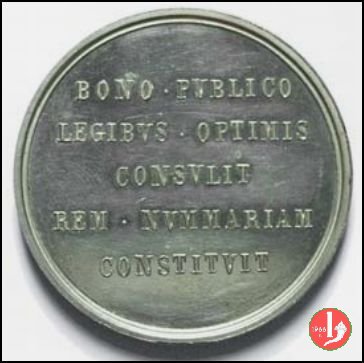 BONO · PVBLICO
LEGIBVS · OPTIMIS
CONSVLIT
REM · NVMMARIAM
CONSTITVIT